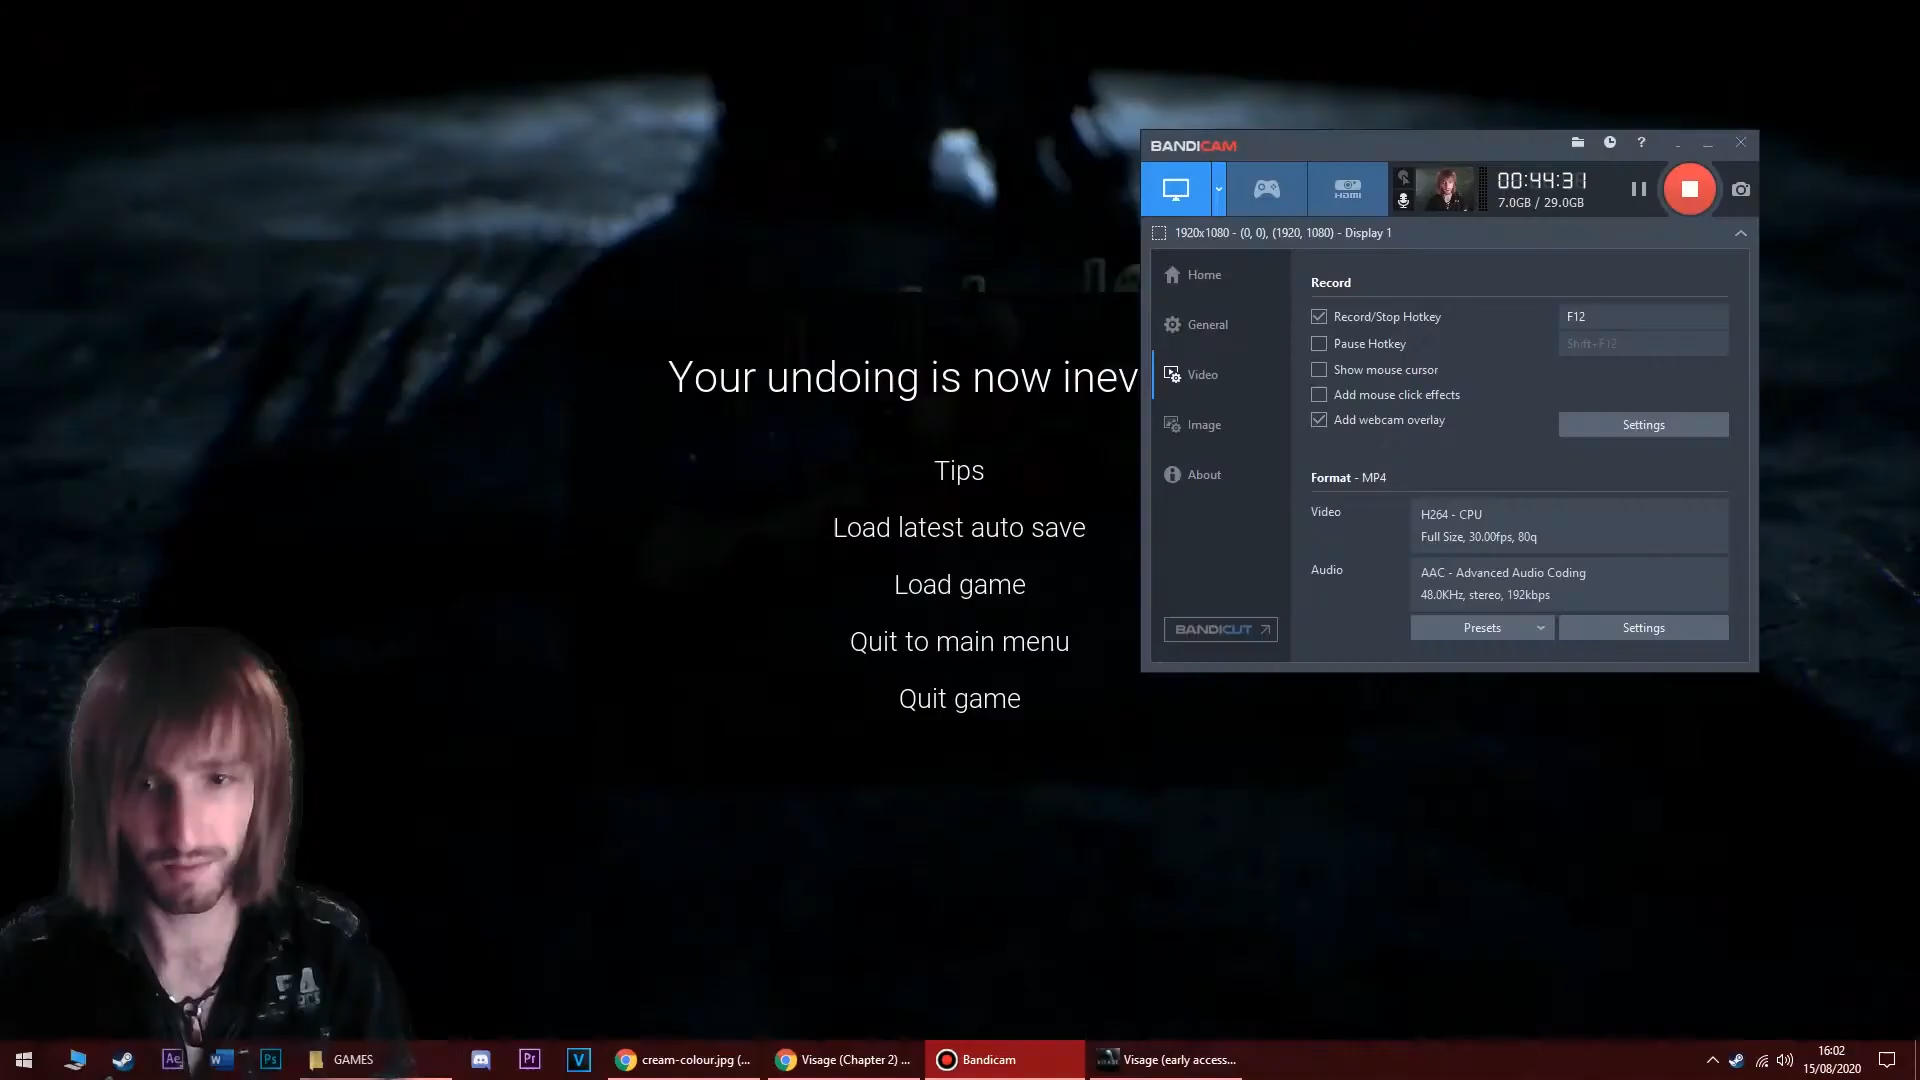 BANDICAM
?
HDMI
00:44:31
7.0GB / 29.0GB
1920x1080 - (0, 0), (1920, 1080) - Display 1
Home
General
Video
Image
About
BANDICUT
Record
Record/Stop Hotkey
F12
Pause Hotkey
Shift+F12
Show mouse cursor
Add mouse click effects
Add webcam overlay
Settings
Format - MP4
Video
H264 - CPU
Full Size, 30.00fps, 80q
Audio
AAC - Advanced Audio Coding
48.0KHz, stereo, 192kbps
Presets
Settings
Your undoing is now inev
Tips
Load latest auto save
Load game
Quit to main menu
Quit game
Ae
W
Ps
GAMES
Pr
V
cream-colour.jpg (...
Visage (Chapter 2) ...
Bandicam
Visage (early access...
16:02
15/08/2020